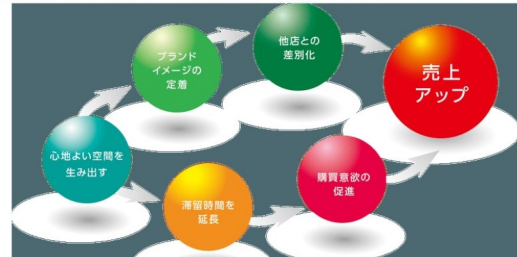 心地よい空間を
生み出す
ブランド
イメージの
定着
他店との
差別化
滞留時間を
延長
購買意欲の
促進
売上
アップ